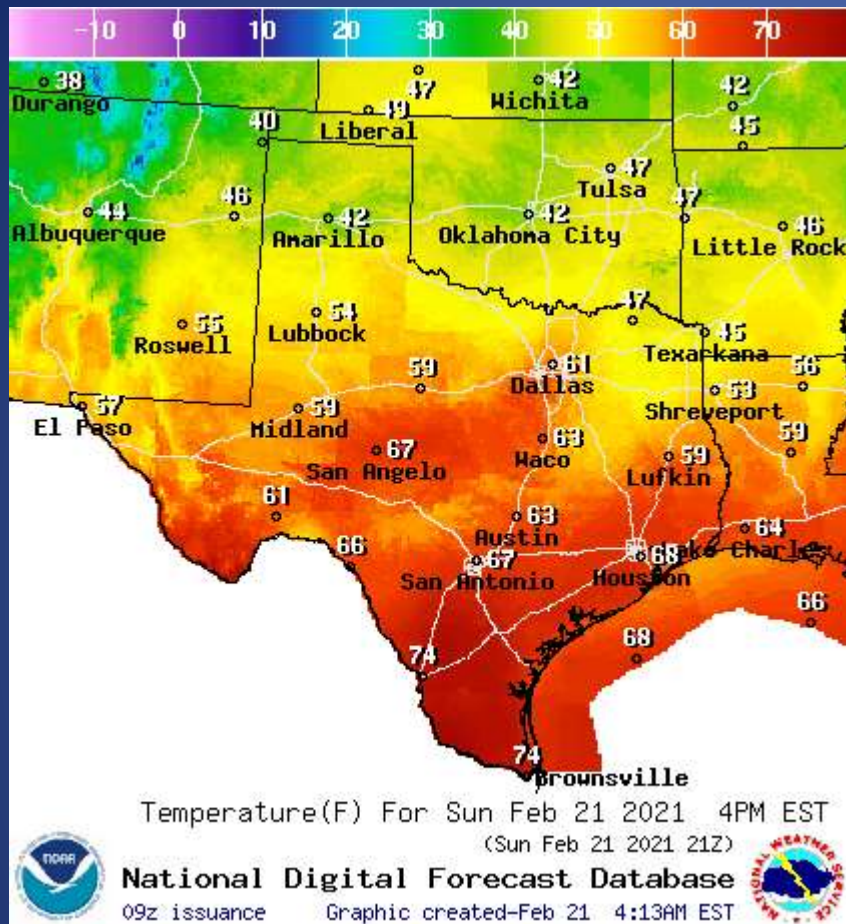 -10 0 10 20 30 40 50 60 70
38 47 42 42
Durango Wichita
49
Liberal
40 45
47
Tulsa
44 46 42 42 47 46
Albuquerque Amarillo Oklahoma City Little Rock
55 54 47 45
Roswell Lubbock Texarkana
59 61 53 56
Dallas Shreveport
57 59
El Paso Midland
67 63 59 59
San Angelo Waco Lufkin
61 63 64
Austin Lake Charles
66 67 68
San Antonio Houston
66
74 68
74
Brownsville
Temperature(F) For Sun Feb 21 2021 4PM EST
(Sun Feb 21 2021 21Z)
NOAA
National Digital Forecast Database
09z issuance Graphic created-Feb 21 4:13AM EST
NATIONAL WEATHER SERVICE